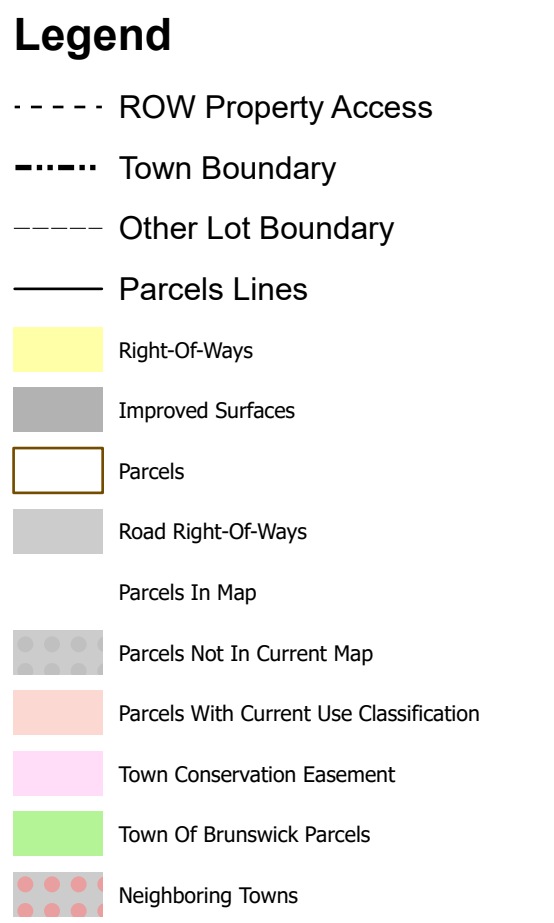 Legend
ROW Property Access
Town Boundary
Other Lot Boundary
Parcels Lines
Right-Of-Ways
Improved Surfaces
Parcels
Road Right-Of-Ways
Parcels In Map
Parcels Not In Current Map
Parcels With Current Use Classification
Town Conservation Easement
Town Of Brunswick Parcels
Neighboring Towns